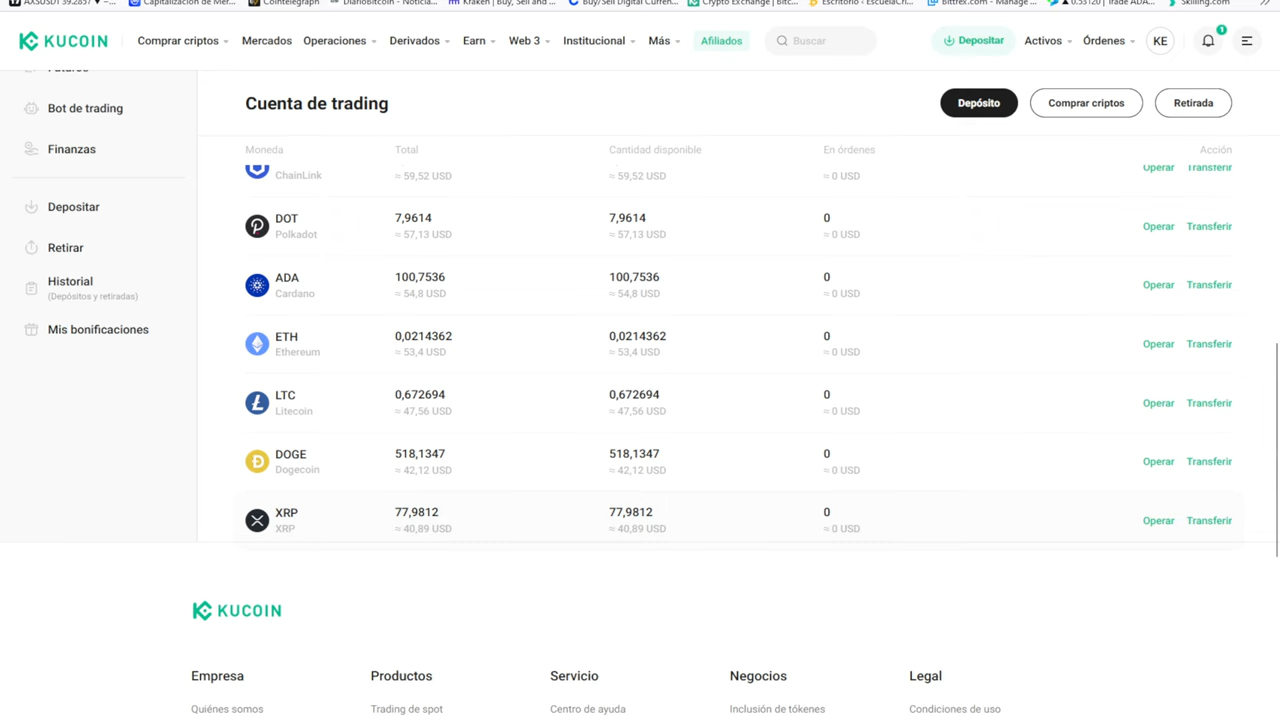 AXSUSDT 39.2857 ▼ −... Capitalización de Mer... Cointelegraph DiarioBitcoin - Noticia... Kraken | Buy, Sell and ... Buy/Sell Digital Curren... Crypto Exchange | Bitc... Escritorio – EscuelaCri... Bittrex.com - Manage ... ▲ 0.53120 | Trade ADA... Skilling.com
KUCOIN Comprar criptos Mercados Operaciones Derivados Earn Web 3 Institucional Más Afiliados Buscar Depositar Activos Órdenes KE 1
Futuros
Bot de trading
Finanzas
Depositar
Retirar
Historial
(Depósitos y retiradas)
Mis bonificaciones
Cuenta de trading Depósito Comprar criptos Retirada
Moneda Total Cantidad disponible En órdenes Acción
Operar Transferir
ChainLink ≈ 59,52 USD ≈ 59,52 USD ≈ 0 USD
DOT 7,9614 7,9614 0
Polkadot ≈ 57,13 USD ≈ 57,13 USD ≈ 0 USD
Operar Transferir
ADA 100,7536 100,7536 0
Cardano ≈ 54,8 USD ≈ 54,8 USD ≈ 0 USD
Operar Transferir
ETH 0,0214362 0,0214362 0
Ethereum ≈ 53,4 USD ≈ 53,4 USD ≈ 0 USD
Operar Transferir
LTC 0,672694 0,672694 0
Litecoin ≈ 47,56 USD ≈ 47,56 USD ≈ 0 USD
Operar Transferir
DOGE 518,1347 518,1347 0
Dogecoin ≈ 42,12 USD ≈ 42,12 USD ≈ 0 USD
Operar Transferir
XRP 77,9812 77,9812 0
XRP ≈ 40,89 USD ≈ 40,89 USD ≈ 0 USD
Operar Transferir
KUCOIN
Empresa Productos Servicio Negocios Legal
Quiénes somos Trading de spot Centro de ayuda Inclusión de tókenes Condiciones de uso